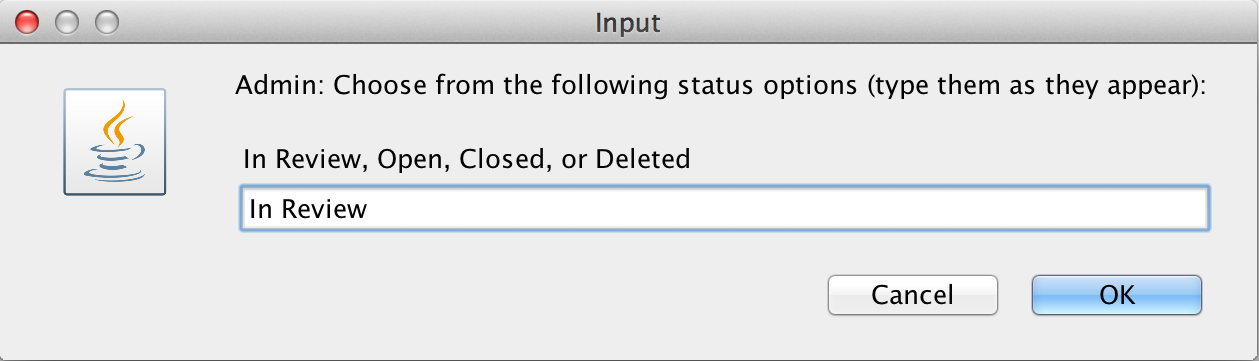 Input
Admin: Choose from the following status options (type them as they appear):
In Review, Open, Closed, or Deleted
In Review
Cancel
OK